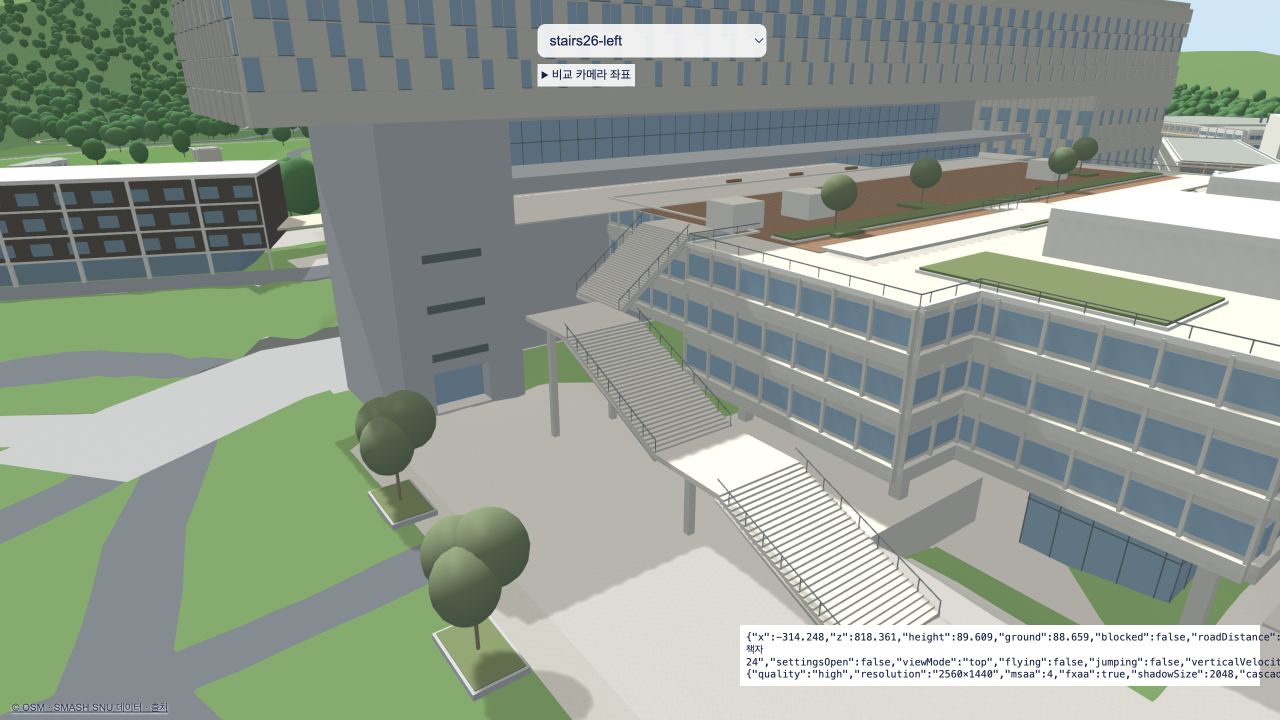 stairs26-left
▶ 비교 카메라 좌표
{"x":−314.248,"z":818.361,"height":89.609,"ground":88.659,"blocked":false,"roadDistance":
책자
24","settingsOpen":false,"viewMode":"top","flying":false,"jumping":false,"verticalVelocit
{"quality":"high","resolution":"2560×1440","msaa":4,"fxaa":true,"shadowSize":2048,"cascad
© OSM · SMASH SNU 데이터 · 출처